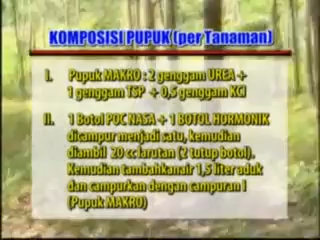 KOMPOSISI PUPUK (per Tanaman)
I. Pupuk MAKRO : 2 genggam UREA +
1 genggam TSP + 0,5 genggam KCl
II. 1 Botol POC NASA + 1 BOTOL HORMONIK
dicampur menjadi satu, kemudian
diambil 20 cc larutan (2 tutup botol).
Kemudian tambahkanair 1,5 liter aduk
dan campurkan dengan campuran I
(Pupuk MAKRO)